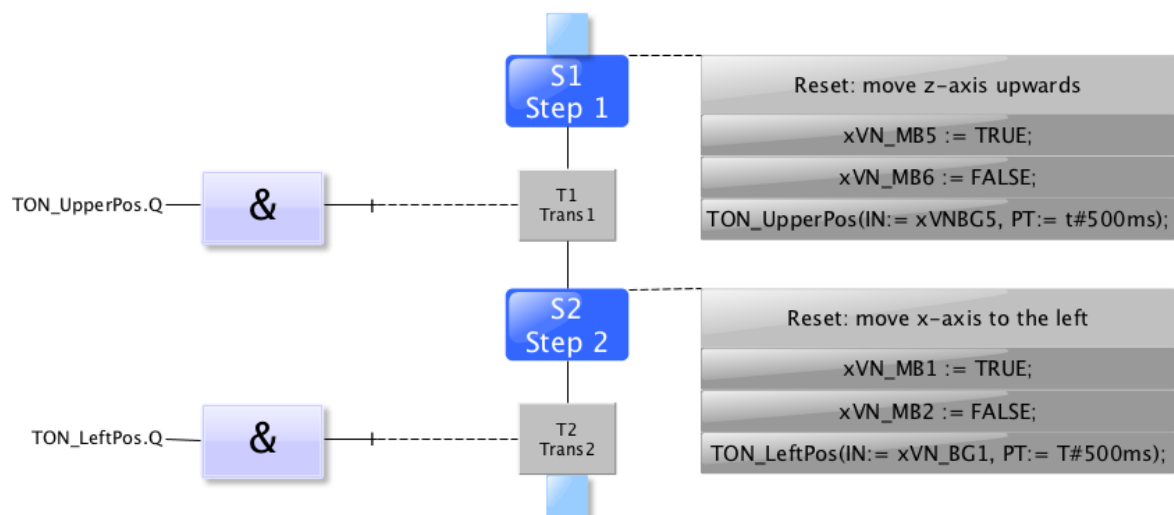 S1
Step 1
Reset: move z-axis upwards
xVN_MB5 := TRUE;
xVN_MB6 := FALSE;
TON_UpperPos(IN:= xVNBG5, PT:= t#500ms);
TON_UpperPos.Q
&
T1
Trans1
S2
Step 2
Reset: move x-axis to the left
xVN_MB1 := TRUE;
xVN_MB2 := FALSE;
TON_LeftPos(IN:= xVN_BG1, PT:= T#500ms);
TON_LeftPos.Q
&
T2
Trans2